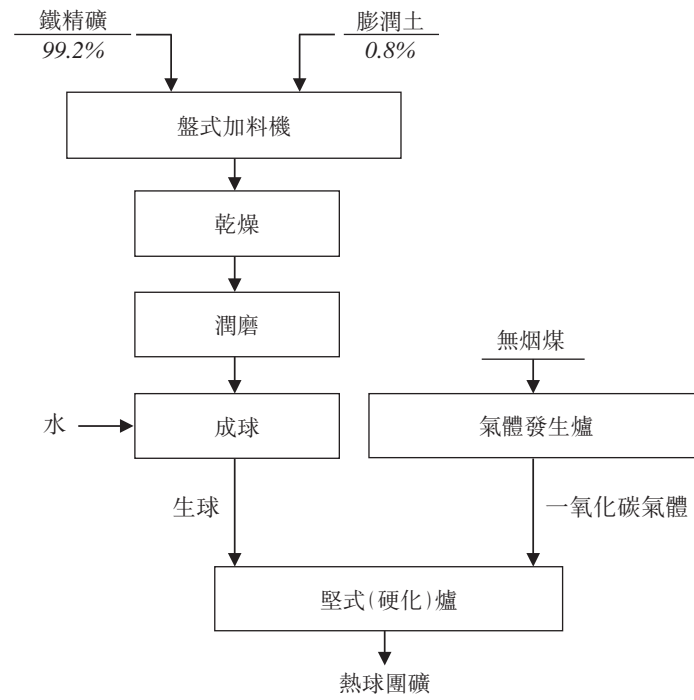 鐵精礦
99.2%
膨潤土
0.8%
盤式加料機
乾燥
潤磨
無烟煤
水
成球
氣體發生爐
生球
一氧化碳氣體
堅式(硬化)爐
熱球團礦